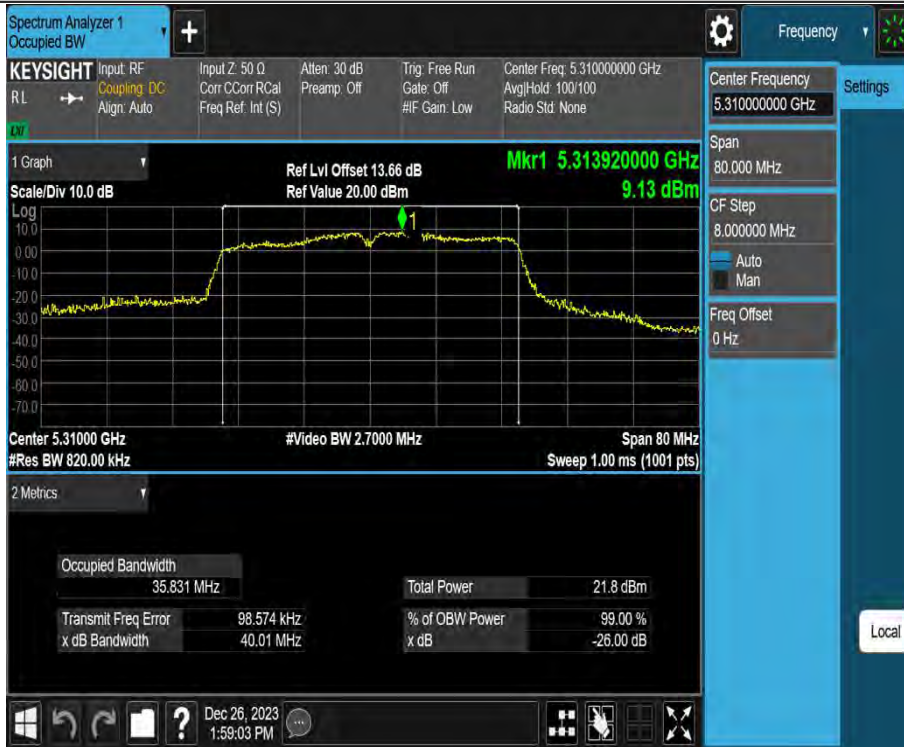 Spectrum Analyzer 1
Occupied BW
+
Frequency
KEYSIGHT
Input: RF
Coupling: DC
Align: Auto
Input Z: 50 Ω
Corr CCorr RCal
Freq Ref: Int (S)
Atten: 30 dB
Preamp: Off
Trig: Free Run
Gate: Off
#IF Gain: Low
Center Freq: 5.310000000 GHz
Avg|Hold: 100/100
Radio Std: None
RL
LXI
Center Frequency
5.310000000 GHz
Settings
Span
80.000 MHz
CF Step
8.000000 MHz
Auto
Man
Freq Offset
0 Hz
1 Graph
Scale/Div 10.0 dB
Ref Lvl Offset 13.66 dB
Ref Value 20.00 dBm
Mkr1 5.313920000 GHz
9.13 dBm
Log
10.0
0.00
-10.0
-20.0
-30.0
-40.0
-50.0
-60.0
-70.0
1
Center 5.31000 GHz
#Video BW 2.7000 MHz
Span 80 MHz
#Res BW 820.00 kHz
Sweep 1.00 ms (1001 pts)
2 Metrics
Occupied Bandwidth
35.831 MHz
Total Power 21.8 dBm
Transmit Freq Error 98.574 kHz
% of OBW Power 99.00 %
x dB Bandwidth 40.01 MHz
x dB -26.00 dB
Local
?
Dec 26, 2023
1:59:03 PM